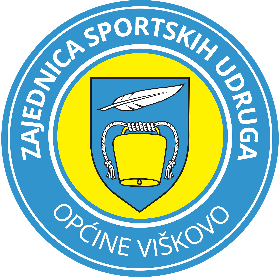 ZAJEDNICA SPORTSKIH UDRUGA
OPĆINE VIŠKOVO